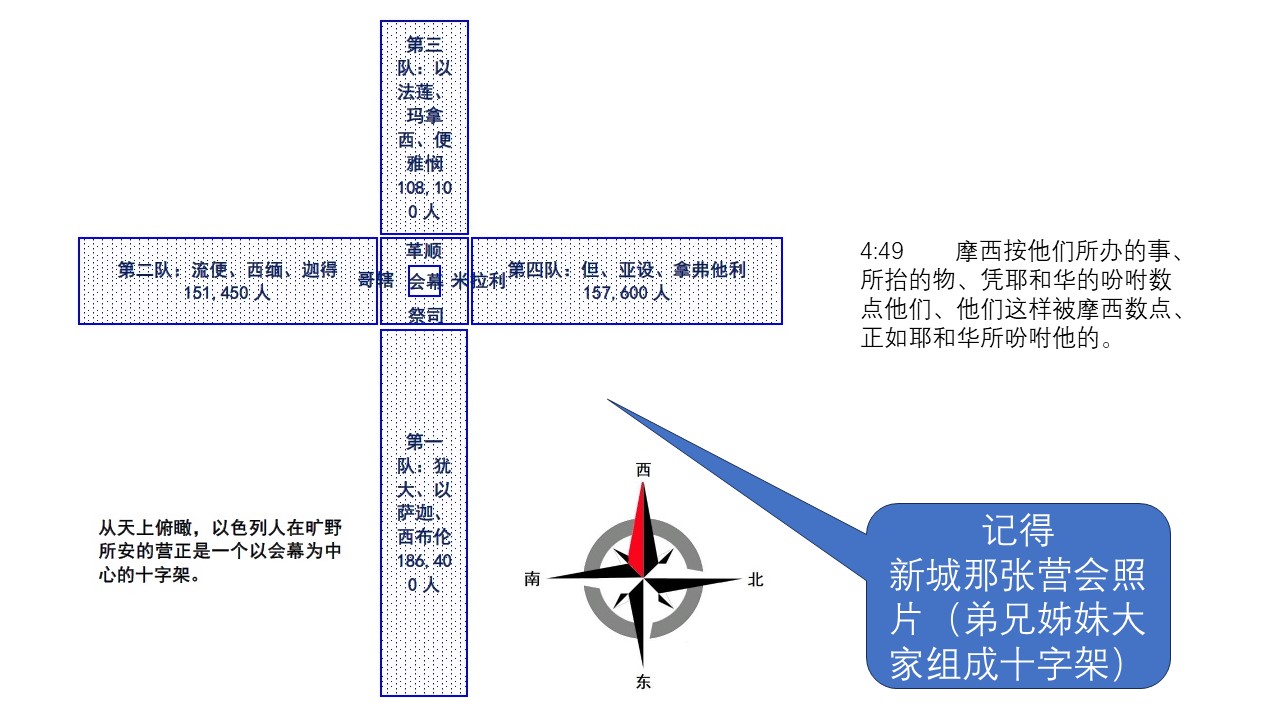 第三
队：以
法莲、
玛拿
西、便
雅悯
108,10
0 人
第二队：流便、西缅、迦得
151,450 人
革顺
哥辖
会幕
米拉利
祭司
第四队：但、亚设、拿弗他利
157,600 人
4:49 摩西按他们所办的事、
所抬的物、凭耶和华的吩咐数
点他们、他们这样被摩西数点、
正如耶和华所吩咐他的。
第一
队：犹
大、以
萨迦、
西布伦
186,40
0 人
从天上俯瞰，以色列人在旷野
所安的营正是一个以会幕为中
心的十字架。
西
南
北
东
记得
新城那张营会照
片（弟兄姊妹大
家组成十字架）